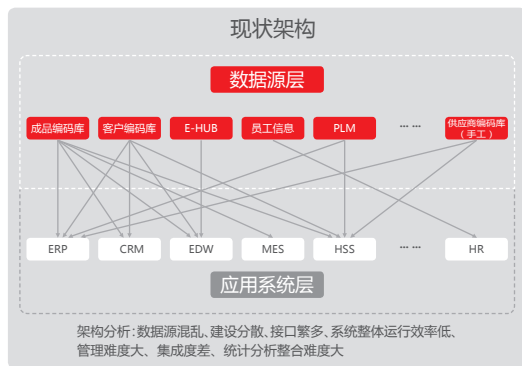 现状架构
数据源层
成品编码库 客户编码库 E-HUB 员工信息 PLM ··· ··· 供应商编码库
（手工）
ERP CRM EDW MES HSS ··· ··· HR
应用系统层
架构分析：数据源混乱、建设分散、接口繁多、系统整体运行效率低、
管理难度大、集成度差、统计分析整合难度大